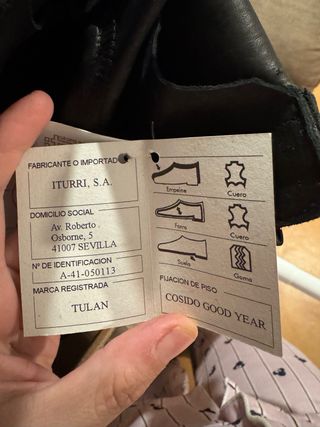 FABRICANTE O IMPORTAD
ITURRI, S.A.
DOMICILIO SOCIAL
Av. Roberto
Osborne, 5
41007 SEVILLA
Nº DE IDENTIFICACION
A-41-050113
MARCA REGISTRADA
TULAN
Empeine
Cuero
Forro
Cuero
Suela
Goma
FIJACION DE PISO
COSIDO GOOD YEAR